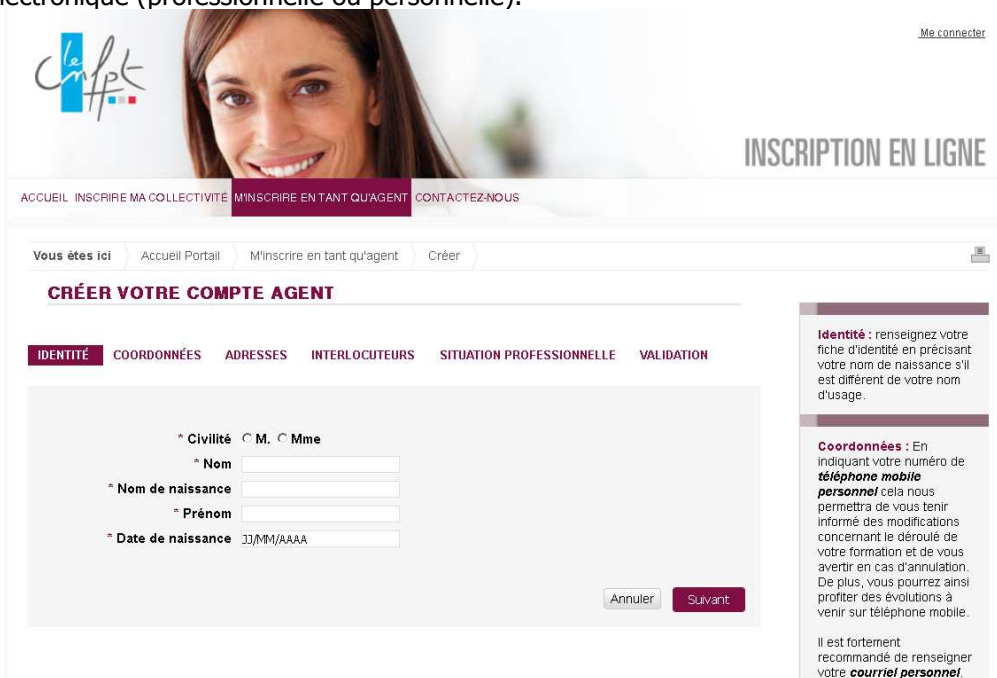 lectronique (professionnelle ou personnelle).
le cnfpt
Me connecter
INSCRIPTION EN LIGNE
ACCUEIL INSCRIRE MA COLLECTIVITÉ M'INSCRIRE EN TANT QU'AGENT CONTACTEZ-NOUS
Vous êtes ici Accueil Portail M'inscrire en tant qu'agent Créer
CRÉER VOTRE COMPTE AGENT
IDENTITÉ COORDONNÉES ADRESSES INTERLOCUTEURS SITUATION PROFESSIONNELLE VALIDATION
* Civilité M. Mme
* Nom
* Nom de naissance
* Prénom
* Date de naissance JJ/MM/AAAA
Annuler Suivant
Identité : renseignez votre
fiche d'identité en précisant
votre nom de naissance s'il
est différent de votre nom
d'usage.
Coordonnées : En
indiquant votre numéro de
téléphone mobile
personnel cela nous
permettra de vous tenir
informé des modifications
concernant le déroulé de
votre formation et de vous
avertir en cas d'annulation.
De plus, vous pourrez ainsi
profiter des évolutions à
venir sur téléphone mobile.
Il est fortement
recommandé de renseigner
votre courriel personnel.